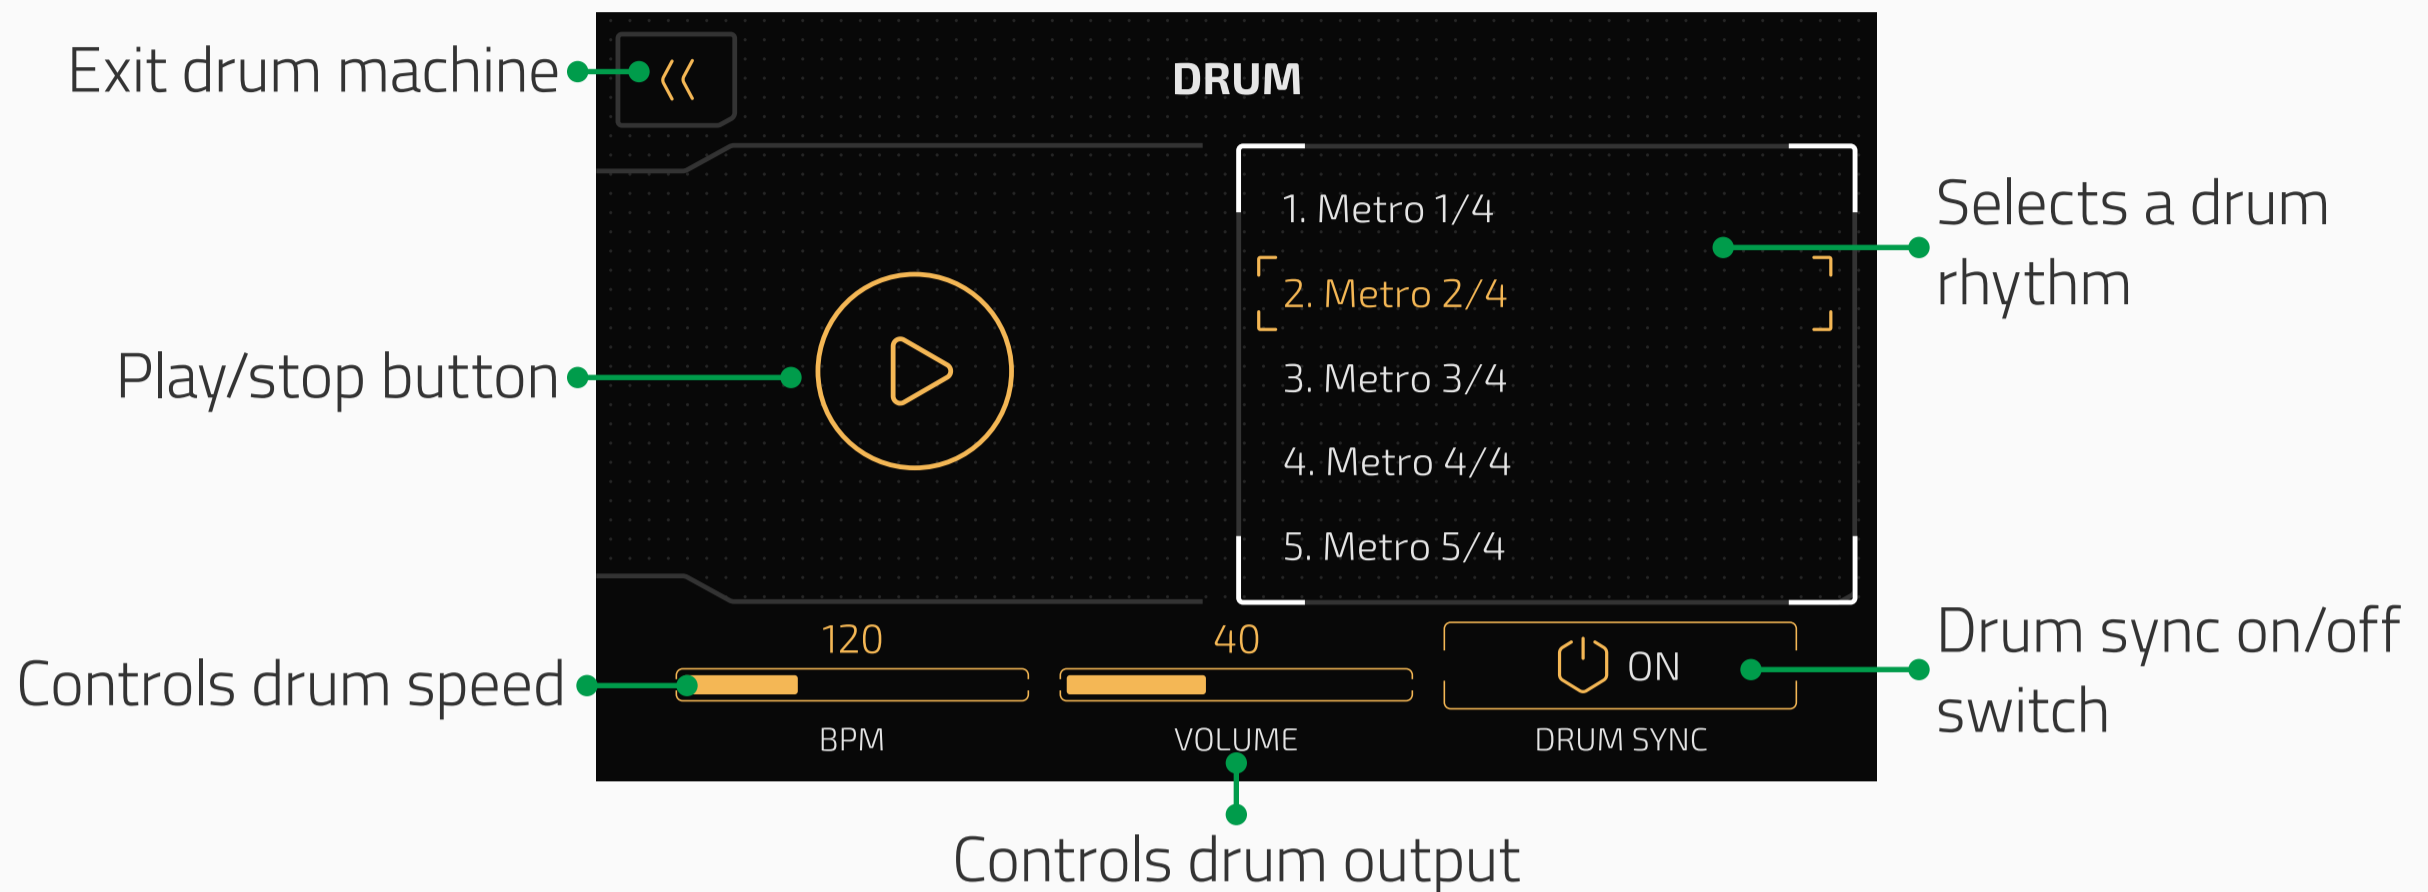 Exit drum machine
DRUM
1. Metro 1/4
2. Metro 2/4
3. Metro 3/4
4. Metro 4/4
5. Metro 5/4
Selects a drum
rhythm
Play/stop button
Controls drum speed
120
BPM
40
VOLUME
ON
DRUM SYNC
Drum sync on/off
switch
Controls drum output